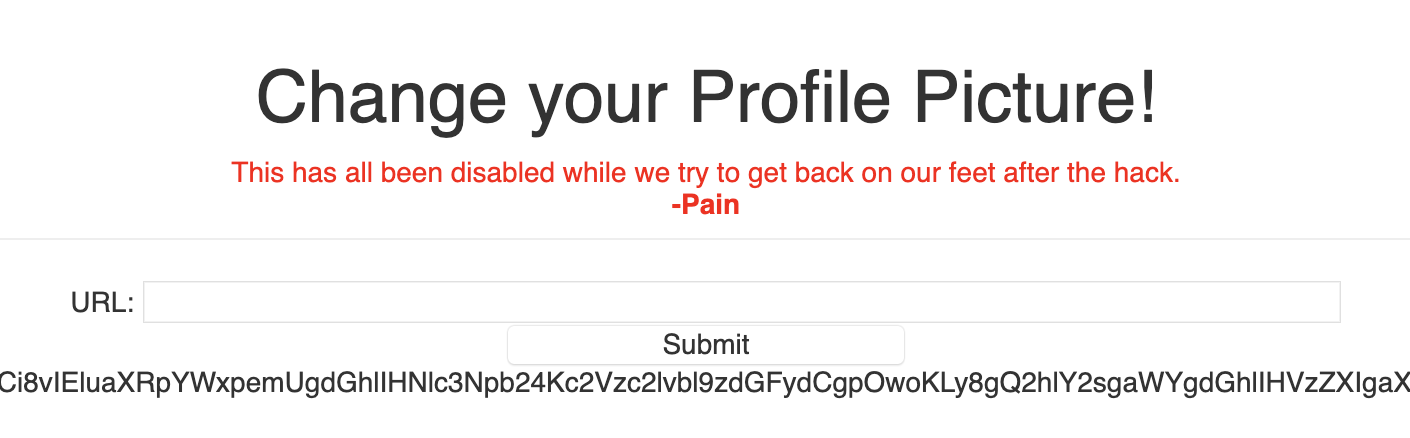 Change your Profile Picture!
This has all been disabled while we try to get back on our feet after the hack.
-Pain
URL:
Submit
Ci8vIEluaXRpYWxpemUgdGhlIHNlc3Npb24Kc2Vzc2lvbl9zdGFydCgpOwoKLy8gQ2hlY2sgaWYgdGhlIHVzZXIgaX